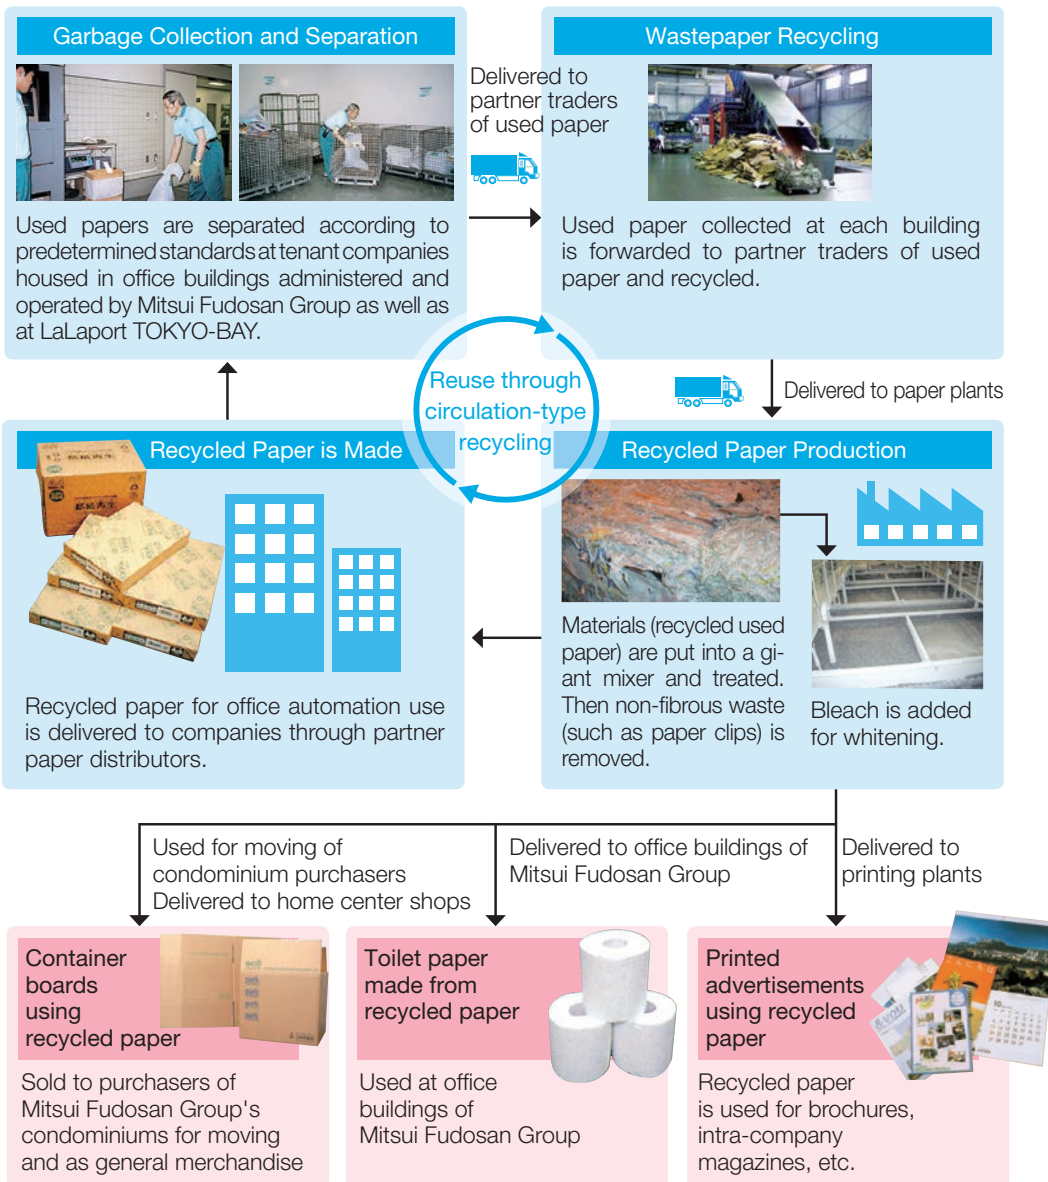 Garbage Collection and Separation
Used papers are separated according to
predetermined standards at tenant companies
housed in office buildings administered and
operated by Mitsui Fudosan Group as well as
at LaLaport TOKYO-BAY.
Delivered to
partner traders
of used paper
Wastepaper Recycling
Used paper collected at each building
is forwarded to partner traders of used
paper and recycled.
Delivered to paper plants
Reuse through
circulation-type
recycling
Recycled Paper Production
Materials (recycled used
paper) are put into a gi-
ant mixer and treated.
Then non-fibrous waste
(such as paper clips) is
removed.
Bleach is added
for whitening.
Recycled Paper is Made
Recycled paper for office automation use
is delivered to companies through partner
paper distributors.
Used for moving of
condominium purchasers
Delivered to home center shops
Delivered to office buildings of
Mitsui Fudosan Group
Delivered to
printing plants
Container
boards
using
recycled paper
Sold to purchasers of
Mitsui Fudosan Group's
condominiums for moving
and as general merchandise
Toilet paper
made from
recycled paper
Used at office
buildings of
Mitsui Fudosan Group
Printed
advertisements
using recycled
paper
Recycled paper
is used for brochures,
intra-company
magazines, etc.